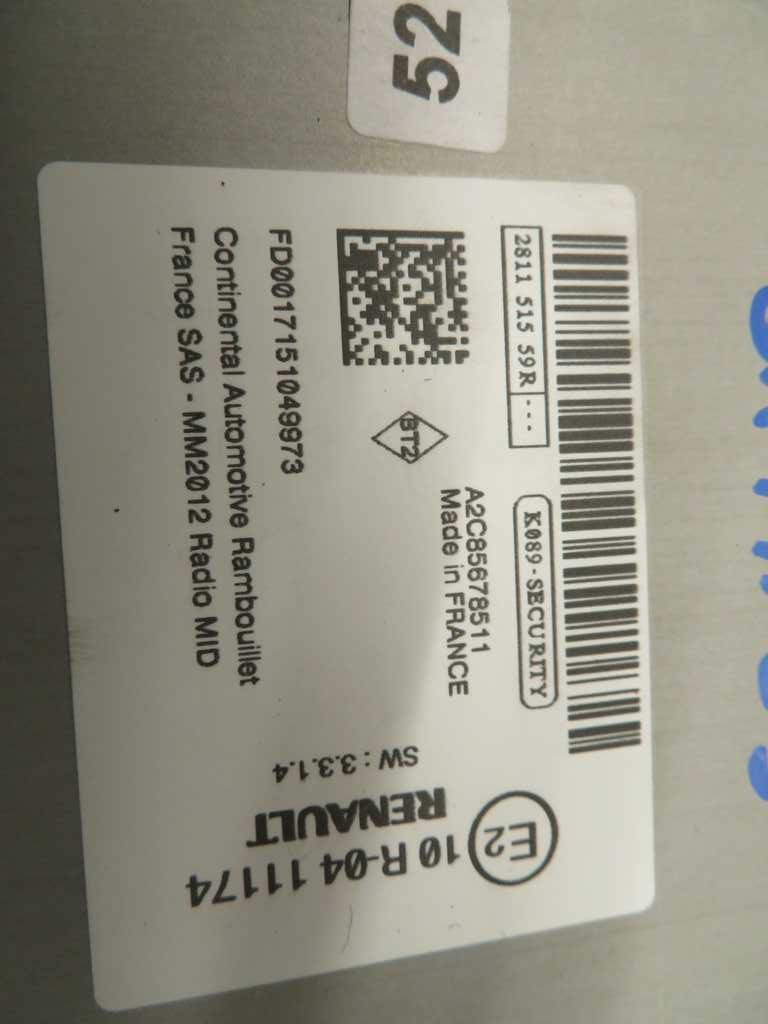 52
2811 515 59R ---
K089-SECURITY
A2C85678511
Made in FRANCE
BT2
FD0017151049973
Continental Automotive Rambouillet
France SAS - MM2012 Radio MID
E2
10 R-04 11174
RENAULT
SW : 3.3.1.4